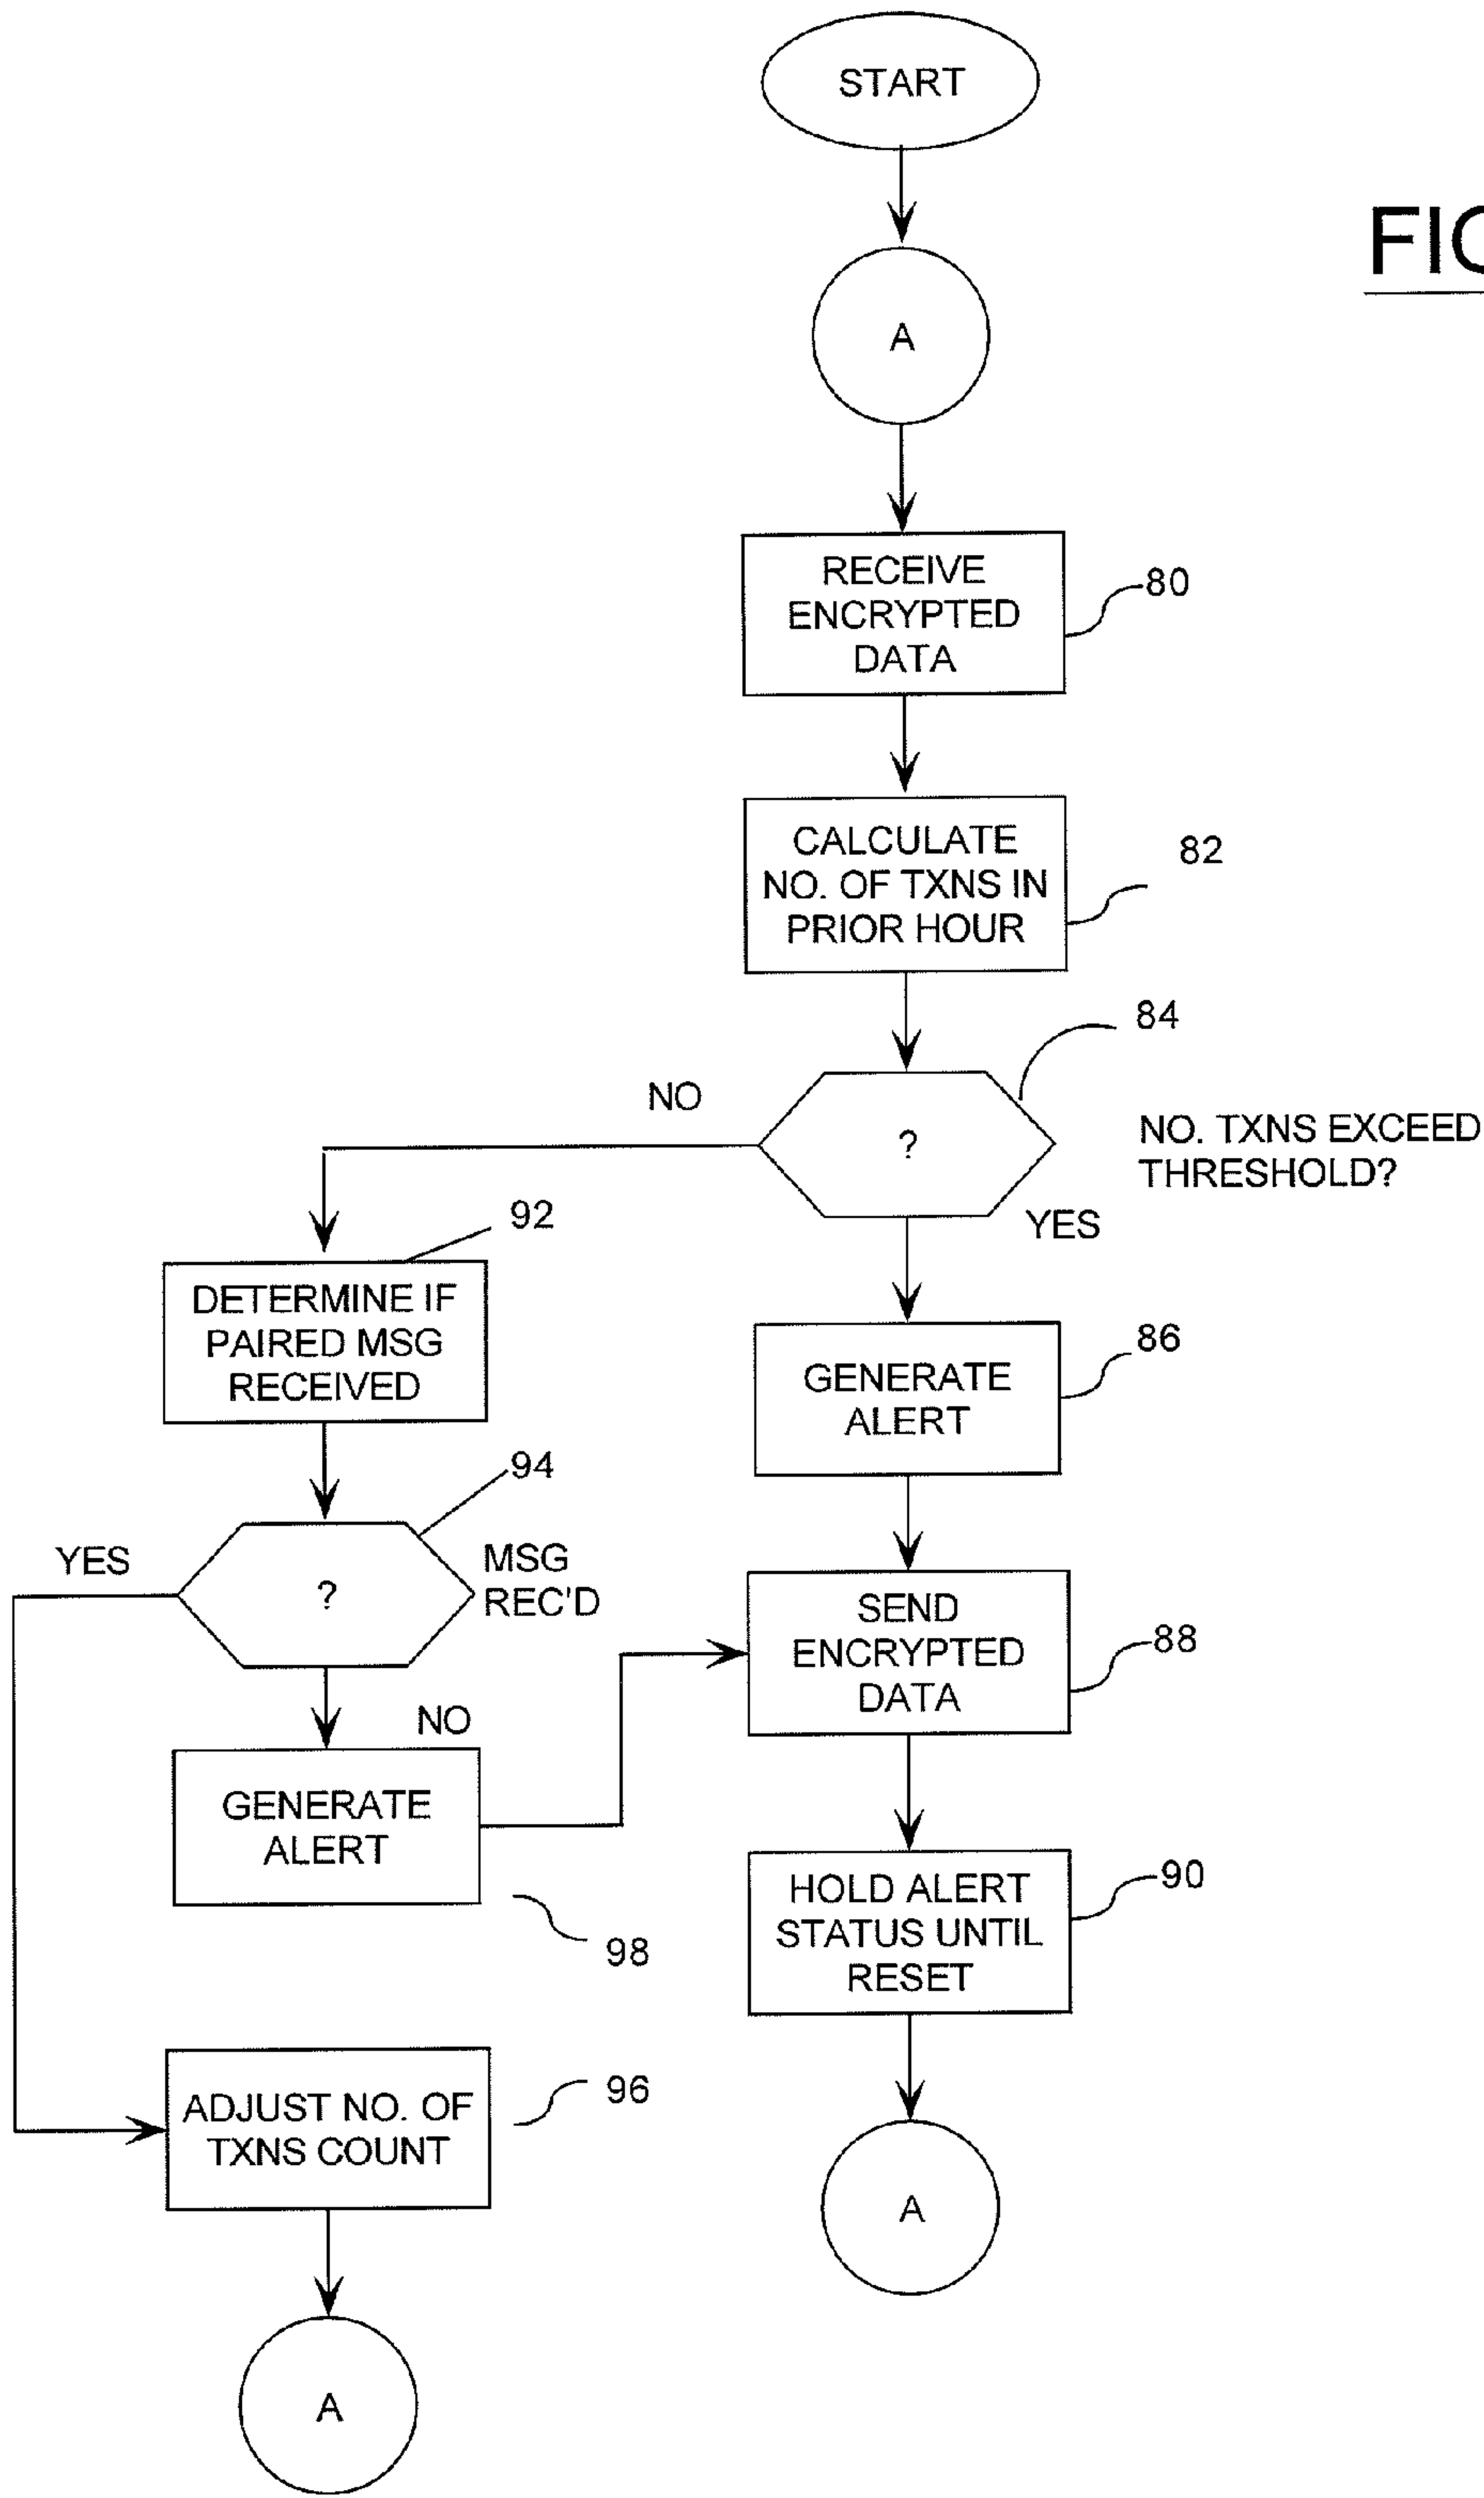 START
FIG
A
RECEIVE
ENCRYPTED
DATA
80
CALCULATE
NO. OF TXNS IN
PRIOR HOUR
82
84
NO
?
NO. TXNS EXCEED
THRESHOLD?
YES
92
DETERMINE IF
PAIRED MSG
RECEIVED
86
GENERATE
ALERT
94
YES
?
MSG
REC'D
SEND
ENCRYPTED
DATA
88
NO
GENERATE
ALERT
98
HOLD ALERT
STATUS UNTIL
RESET
90
ADJUST NO. OF
TXNS COUNT
96
A
A